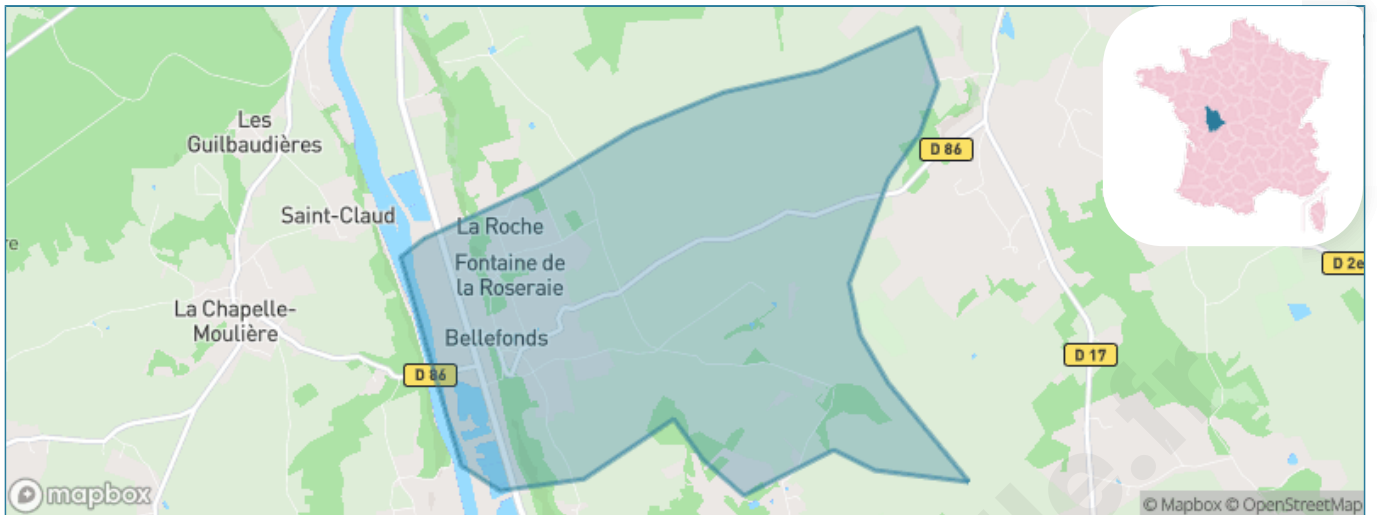 Les
Guilbaudières
D 86
Saint-Claud
La Roche
re
Fontaine de
la Roseraie
D 2e
La Chapelle-
Moulière
Bellefonds
D 17
D 86
mapbox
© Mapbox © OpenStreetMap